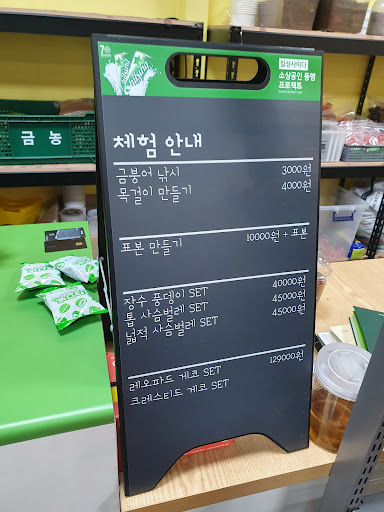 칠성사이다
소상공인 동행
프로젝트
체험 안내
금붕어 낚시 3000원
목걸이 만들기 4000원
표본 만들기 10000원 + 표본
장수 풍뎅이 SET 40000원
톱 사슴벌레 SET 45000원
넓적 사슴벌레 SET 45000원
레오파드 게코 SET 129000원
크레스티드 게코 SET
금농